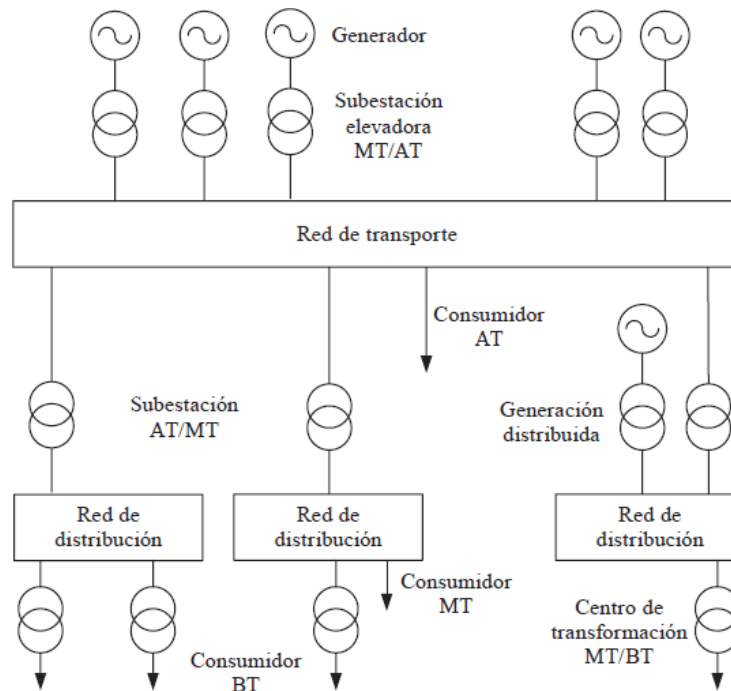 Generador
Subestación
elevadora
MT/AT
Red de transporte
Consumidor
AT
Subestación
AT/MT
Generación
distribuida
Red de
distribución
Red de
distribución
Red de
distribución
Consumidor
MT
Centro de
transformación
MT/BT
Consumidor
BT